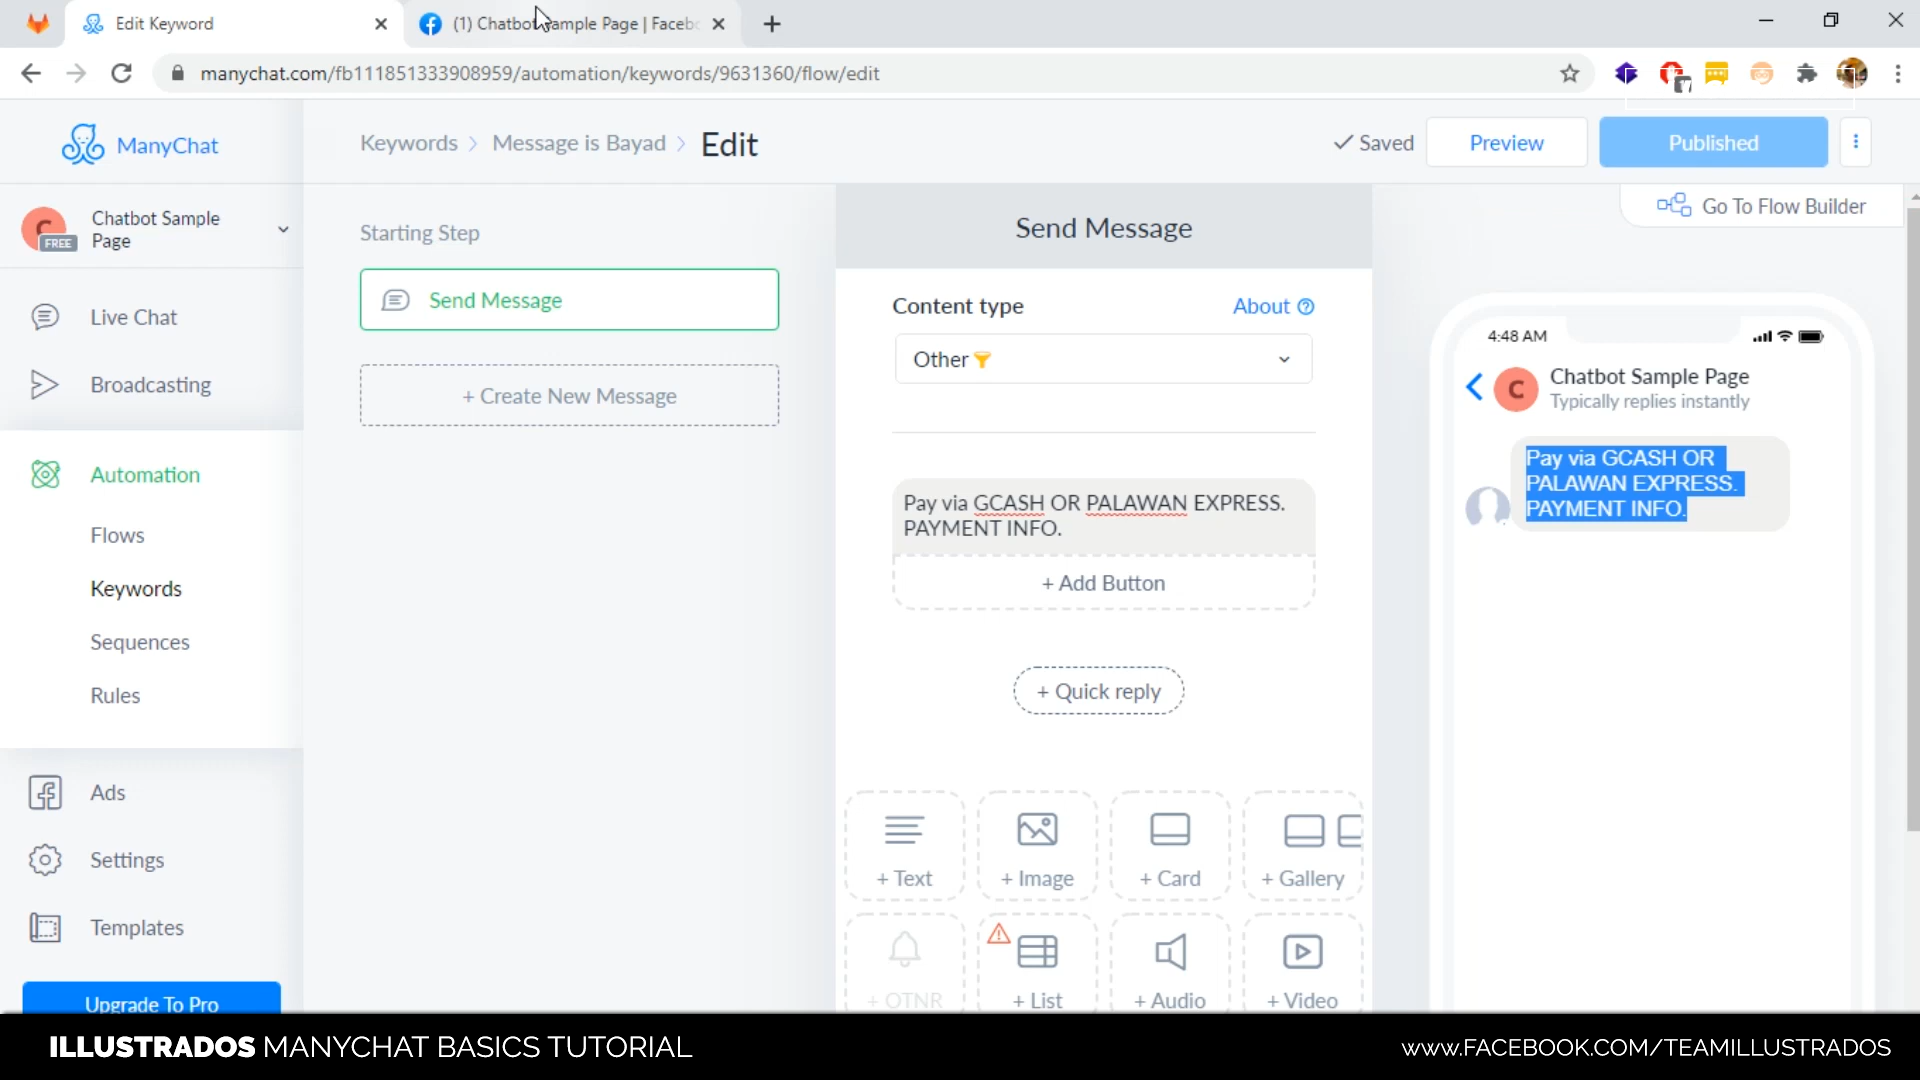 Edit Keyword
(1) Chatbot Sample Page | Facebo
manychat.com/fb111851333908959/automation/keywords/9631360/flow/edit
ManyChat
Keywords > Message is Bayad > Edit
Saved
Preview
Published
C
FREE
Chatbot Sample
Page
Go To Flow Builder
Live Chat
Broadcasting
Automation
Flows
Keywords
Sequences
Rules
Ads
Settings
Templates
Upgrade To Pro
Starting Step
Send Message
+ Create New Message
Send Message
Content type
About
Other
Pay via GCASH OR PALAWAN EXPRESS.
PAYMENT INFO.
+ Add Button
+ Quick reply
+ Text
+ Image
+ Card
+ Gallery
+ OTNR
+ List
+ Audio
+ Video
4:48 AM
C
Chatbot Sample Page
Typically replies instantly
Pay via GCASH OR
PALAWAN EXPRESS.
PAYMENT INFO.
ILLUSTRADOS MANYCHAT BASICS TUTORIAL
www.FACEBOOK.COM/TEAMILLUSTRADOS